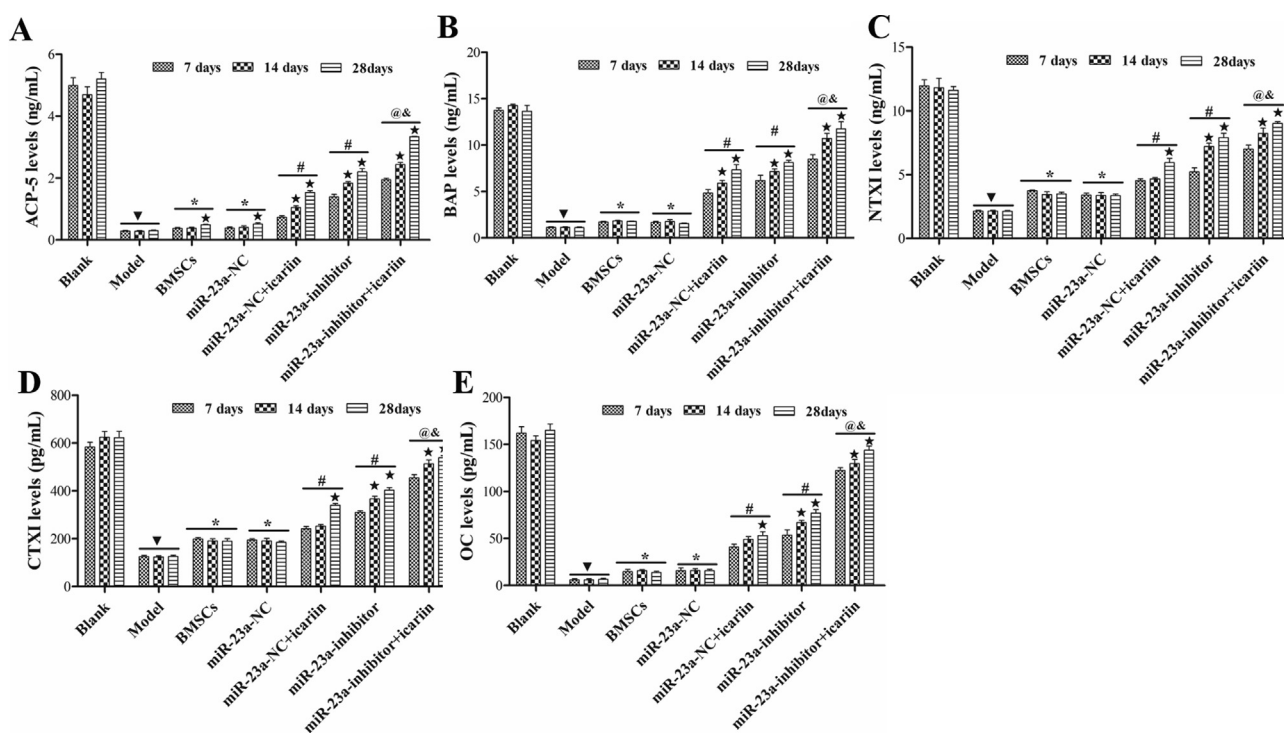 A
ACP-5 levels (ng/mL)
6
4
2
0
7 days 14 days 28days
▼
*
★
*
★
#
★
★
#
★
★
@&
★
★
Blank
Model
BMSCs
miR-23a-NC
miR-23a-NC+icariin
miR-23a-inhibitor
miR-23a-inhibitor+icariin
B
BAP levels (ng/mL)
20
15
10
5
0
7 days 14 days 28days
▼
*
*
#
★
★
#
★
★
@&
★
★
Blank
Model
BMSCs
miR-23a-NC
miR-23a-NC+icariin
miR-23a-inhibitor
miR-23a-inhibitor+icariin
C
NTXI levels (ng/mL)
15
10
5
0
7 days 14 days 28days
▼
*
*
#
★
#
★
★
@&
★
★
Blank
Model
BMSCs
miR-23a-NC
miR-23a-NC+icariin
miR-23a-inhibitor
miR-23a-inhibitor+icariin
D
CTXI levels (pg/mL)
800
600
400
200
0
7 days 14 days 28days
▼
*
*
#
★
#
★
★
@&
★
★
Blank
Model
BMSCs
miR-23a-NC
miR-23a-NC+icariin
miR-23a-inhibitor
miR-23a-inhibitor+icariin
E
OC levels (pg/mL)
200
150
100
50
0
7 days 14 days 28days
▼
*
*
#
★
#
★
★
@&
★
★
Blank
Model
BMSCs
miR-23a-NC
miR-23a-NC+icariin
miR-23a-inhibitor
miR-23a-inhibitor+icariin